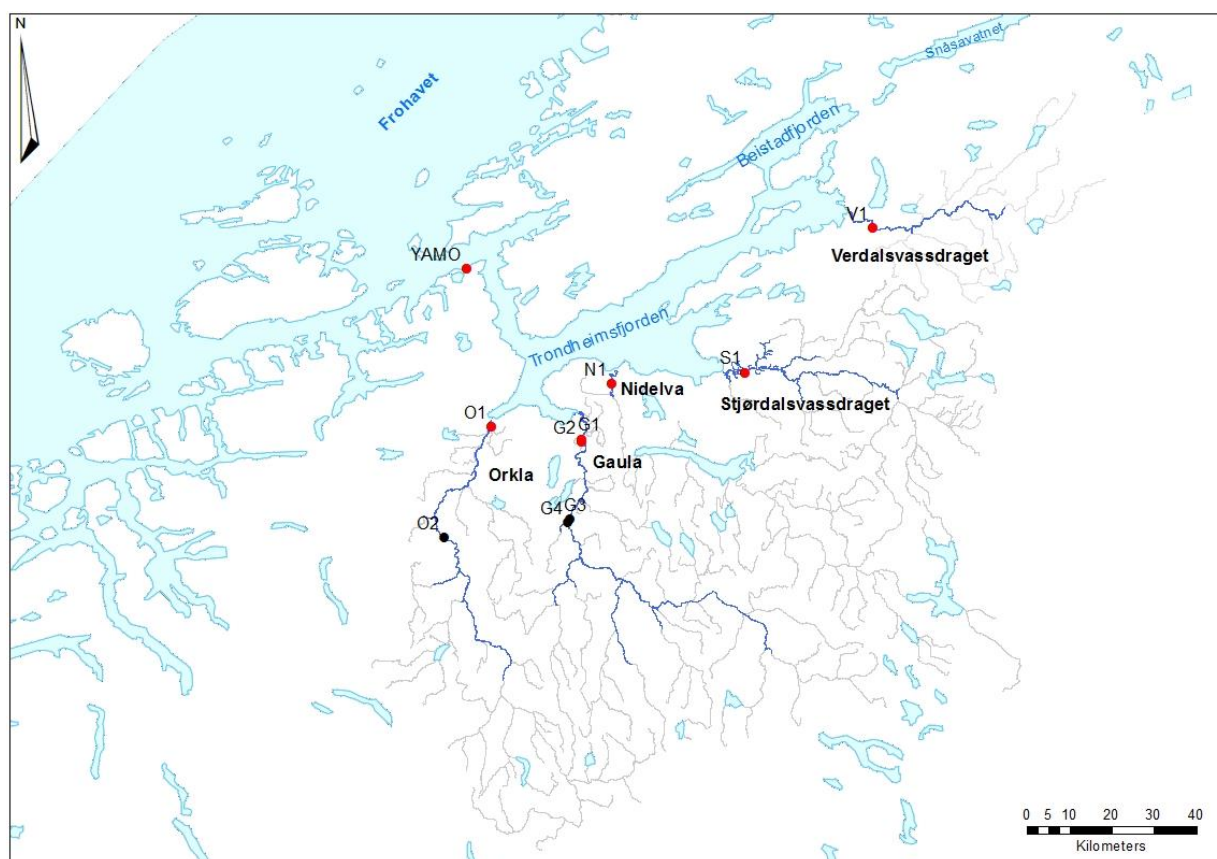 N
Snåsavatnet
Frohavet
Beistadfjorden
V1
Verdalsvassdraget
YAMO
Trondheimsfjorden
S1
N1
Nidelva
Stjørdalsvassdraget
O1
G2 G1
Gaula
Orkla
G4 G3
O2
0 5 10 20 30 40
Kilometers